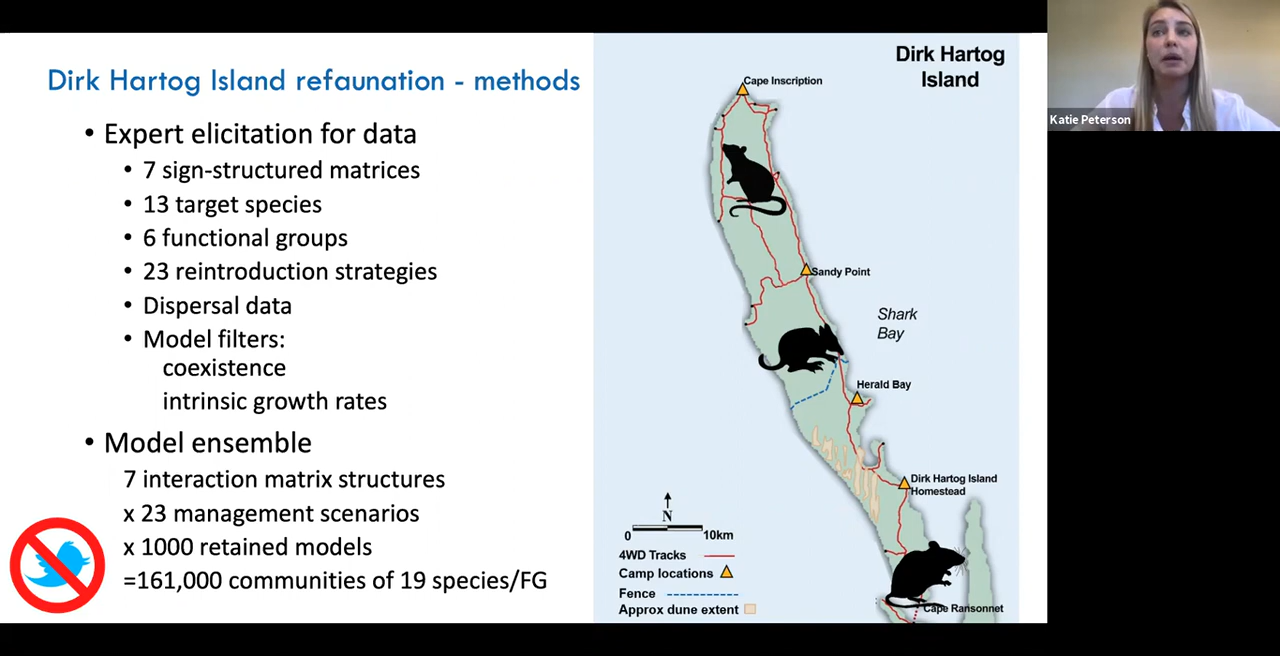 Dirk Hartog Island refaunation - methods
• Expert elicitation for data
• 7 sign-structured matrices
• 13 target species
• 6 functional groups
• 23 reintroduction strategies
• Dispersal data
• Model filters:
coexistence
intrinsic growth rates
• Model ensemble
7 interaction matrix structures
x 23 management scenarios
x 1000 retained models
=161,000 communities of 19 species/FG
Dirk Hartog
Island
Cape Inscription
Sandy Point
Shark
Bay
Herald Bay
Dirk Hartog Island
Homestead
Cape Ransonnet
N
0 10km
4WD Tracks
Camp locations
Fence
Approx dune extent
Katie Peterson